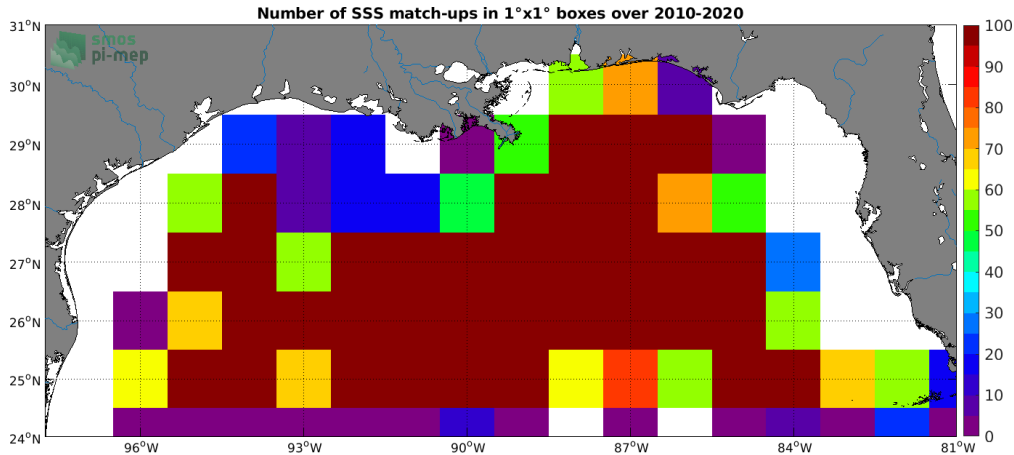 Number of SSS match-ups in 1°x1° boxes over 2010-2020
smos
pi-mep
31°N
30°N
29°N
28°N
27°N
26°N
25°N
24°N
96°W 93°W 90°W 87°W 84°W 81°W
100
90
80
70
60
50
40
30
20
10
0